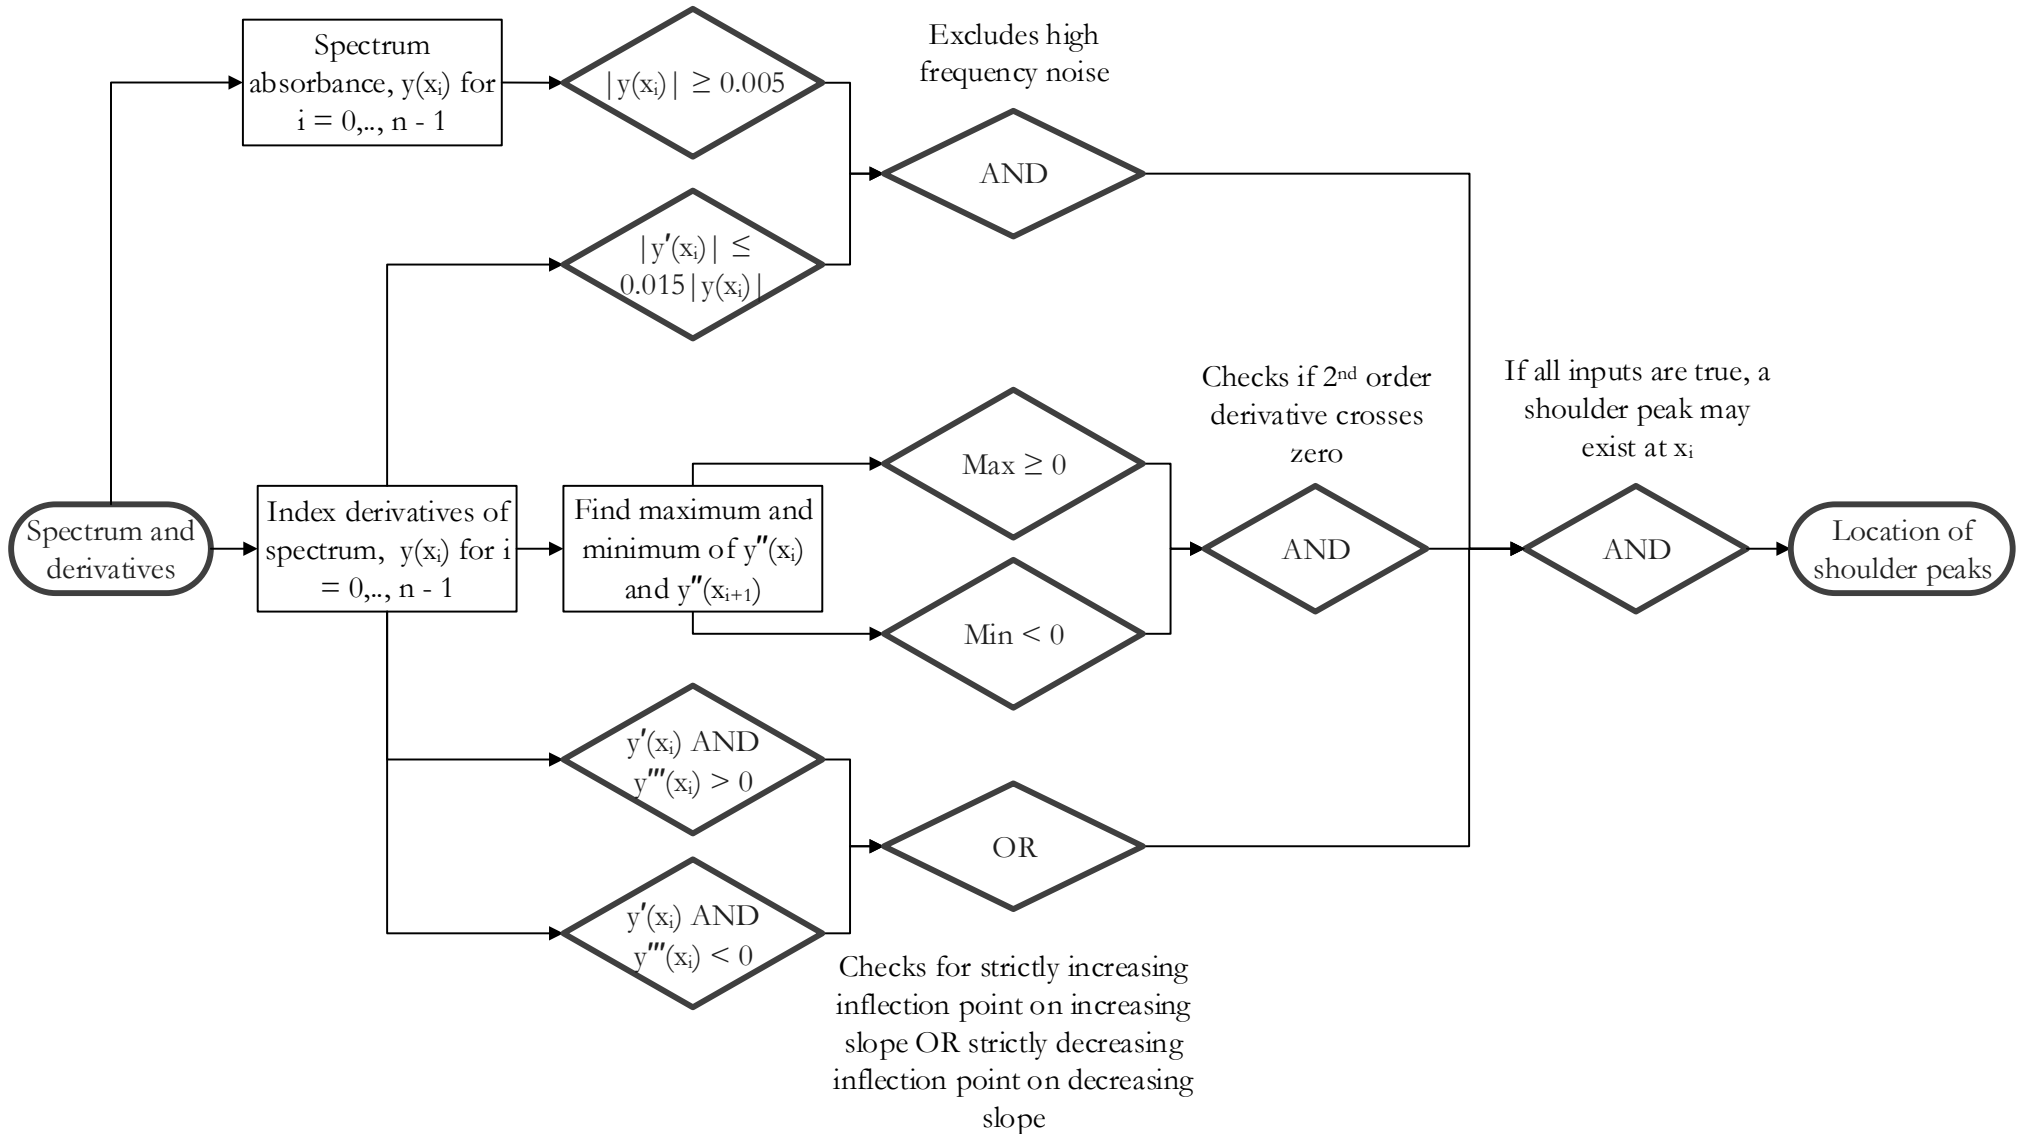 Spectrum
absorbance, y(xᵢ) for
i = 0,.., n - 1
|y(xᵢ)| ≥ 0.005
Excludes high
frequency noise
AND
|y′(xᵢ)| ≤
0.015|y(xᵢ)|
Spectrum and
derivatives
Index derivatives of
spectrum, y(xᵢ) for i
= 0,.., n - 1
Find maximum and
minimum of y″(xᵢ)
and y″(xᵢ₊₁)
Max ≥ 0
Min < 0
Checks if 2ⁿᵈ order
derivative crosses
zero
AND
If all inputs are true, a
shoulder peak may
exist at xᵢ
AND
Location of
shoulder peaks
y′(xᵢ) AND
y‴(xᵢ) > 0
y′(xᵢ) AND
y‴(xᵢ) < 0
OR
Checks for strictly increasing
inflection point on increasing
slope OR strictly decreasing
inflection point on decreasing
slope